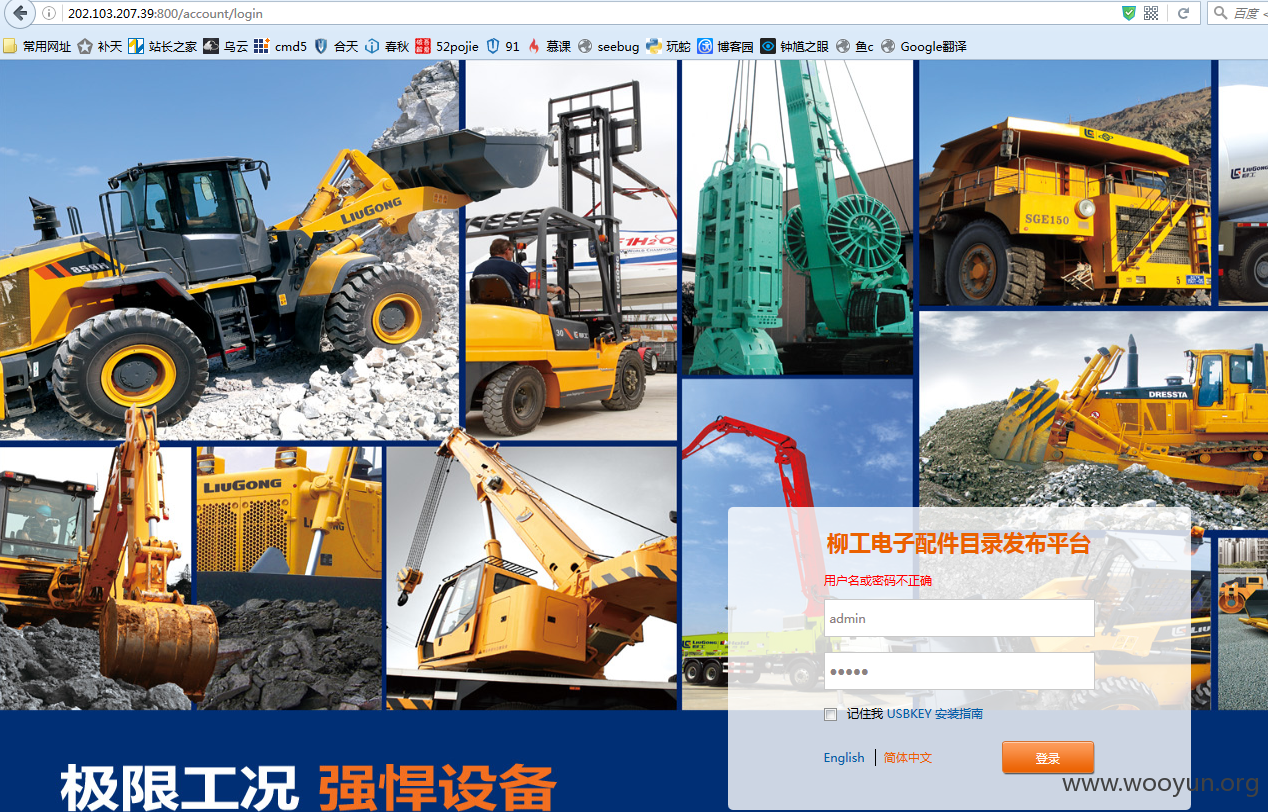 202.103.207.39:800/account/login
百度
常用网址 补天 站长之家 乌云 cmd5 合天 春秋 52pojie 91 慕课 seebug 玩蛇 博客园 钟馗之眼 鱼c Google翻译
LIUGONG
SGE150
LIUGONG
30
DRESSTA
LIUGONG
柳工电子配件目录发布平台
用户名或密码不正确
admin
记住我 USBKEY 安装指南
English 简体中文
登录
极限工况 强悍设备
www.wooyun.org